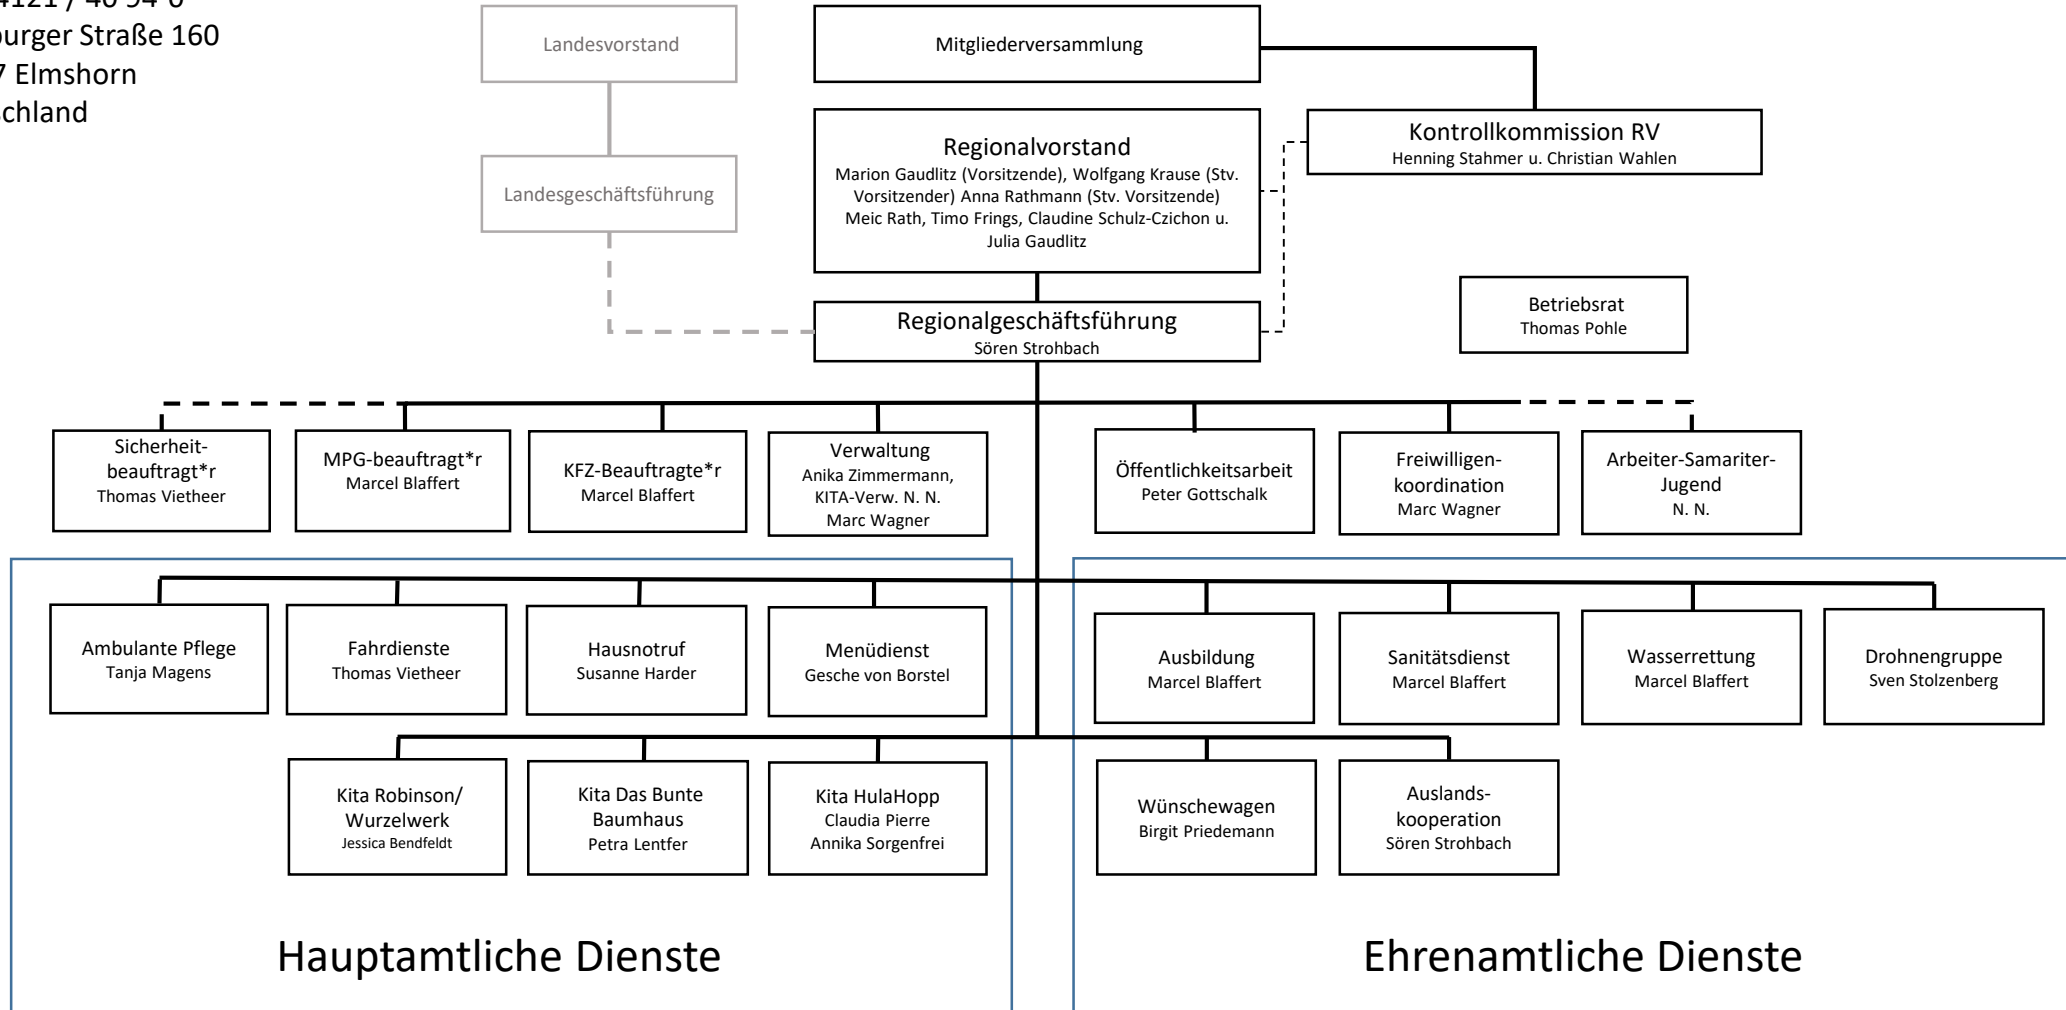 4121 / 40 94-0
burger Straße 160
7 Elmshorn
schland
Landesvorstand
Mitgliederversammlung
Kontrollkommission RV
Henning Stahmer u. Christian Wahlen
Regionalvorstand
Marion Gaudlitz (Vorsitzende), Wolfgang Krause (Stv.
Vorsitzender) Anna Rathmann (Stv. Vorsitzende)
Meic Rath, Timo Frings, Claudine Schulz-Czichon u.
Julia Gaudlitz
Landesgeschäftsführung
Betriebsrat
Thomas Pohle
Regionalgeschäftsführung
Sören Strohbach
Sicherheit-
beauftragt*r
Thomas Vietheer
MPG-beauftragt*r
Marcel Blaffert
KFZ-Beauftragte*r
Marcel Blaffert
Verwaltung
Anika Zimmermann,
KITA-Verw. N. N.
Marc Wagner
Öffentlichkeitsarbeit
Peter Gottschalk
Freiwilligen-
koordination
Marc Wagner
Arbeiter-Samariter-
Jugend
N. N.
Ambulante Pflege
Tanja Magens
Fahrdienste
Thomas Vietheer
Hausnotruf
Susanne Harder
Menüdienst
Gesche von Borstel
Ausbildung
Marcel Blaffert
Sanitätsdienst
Marcel Blaffert
Wasserrettung
Marcel Blaffert
Drohnengruppe
Sven Stolzenberg
Kita Robinson/
Wurzelwerk
Jessica Bendfeldt
Kita Das Bunte
Baumhaus
Petra Lentfer
Kita HulaHopp
Claudia Pierre
Annika Sorgenfrei
Wünschewagen
Birgit Priedemann
Auslands-
kooperation
Sören Strohbach
Hauptamtliche Dienste
Ehrenamtliche Dienste